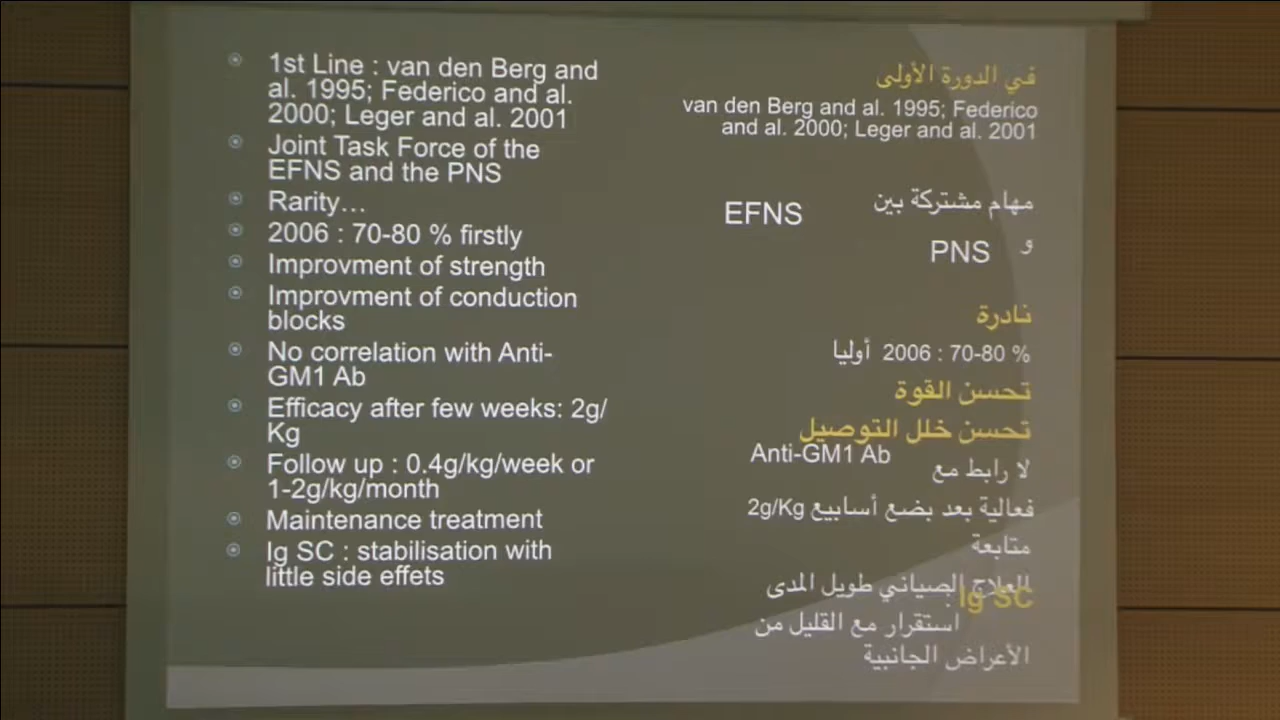 1st Line : van den Berg and
al. 1995; Federico and al.
2000; Leger and al. 2001
Joint Task Force of the
EFNS and the PNS
Rarity…
2006 : 70-80 % firstly
Improvment of strength
Improvment of conduction
blocks
No correlation with Anti-
GM1 Ab
Efficacy after few weeks: 2g/
Kg
Follow up : 0.4g/kg/week or
1-2g/kg/month
Maintenance treatment
Ig SC : stabilisation with
little side effets
في الدورة الأولى
van den Berg and al. 1995; Federico
and al. 2000; Leger and al. 2001
مهام مشتركة بين
EFNS
و PNS
نادرة
2006 : 70-80 % أوليا
تحسن القوة
تحسن خلل التوصيل
لا رابط مع Anti-GM1 Ab
فعالية بعد بضع أسابيع 2g/Kg
متابعة
العلاج الصياني طويل المدى
Ig SC :
استقرار مع القليل من
الأعراض الجانبية